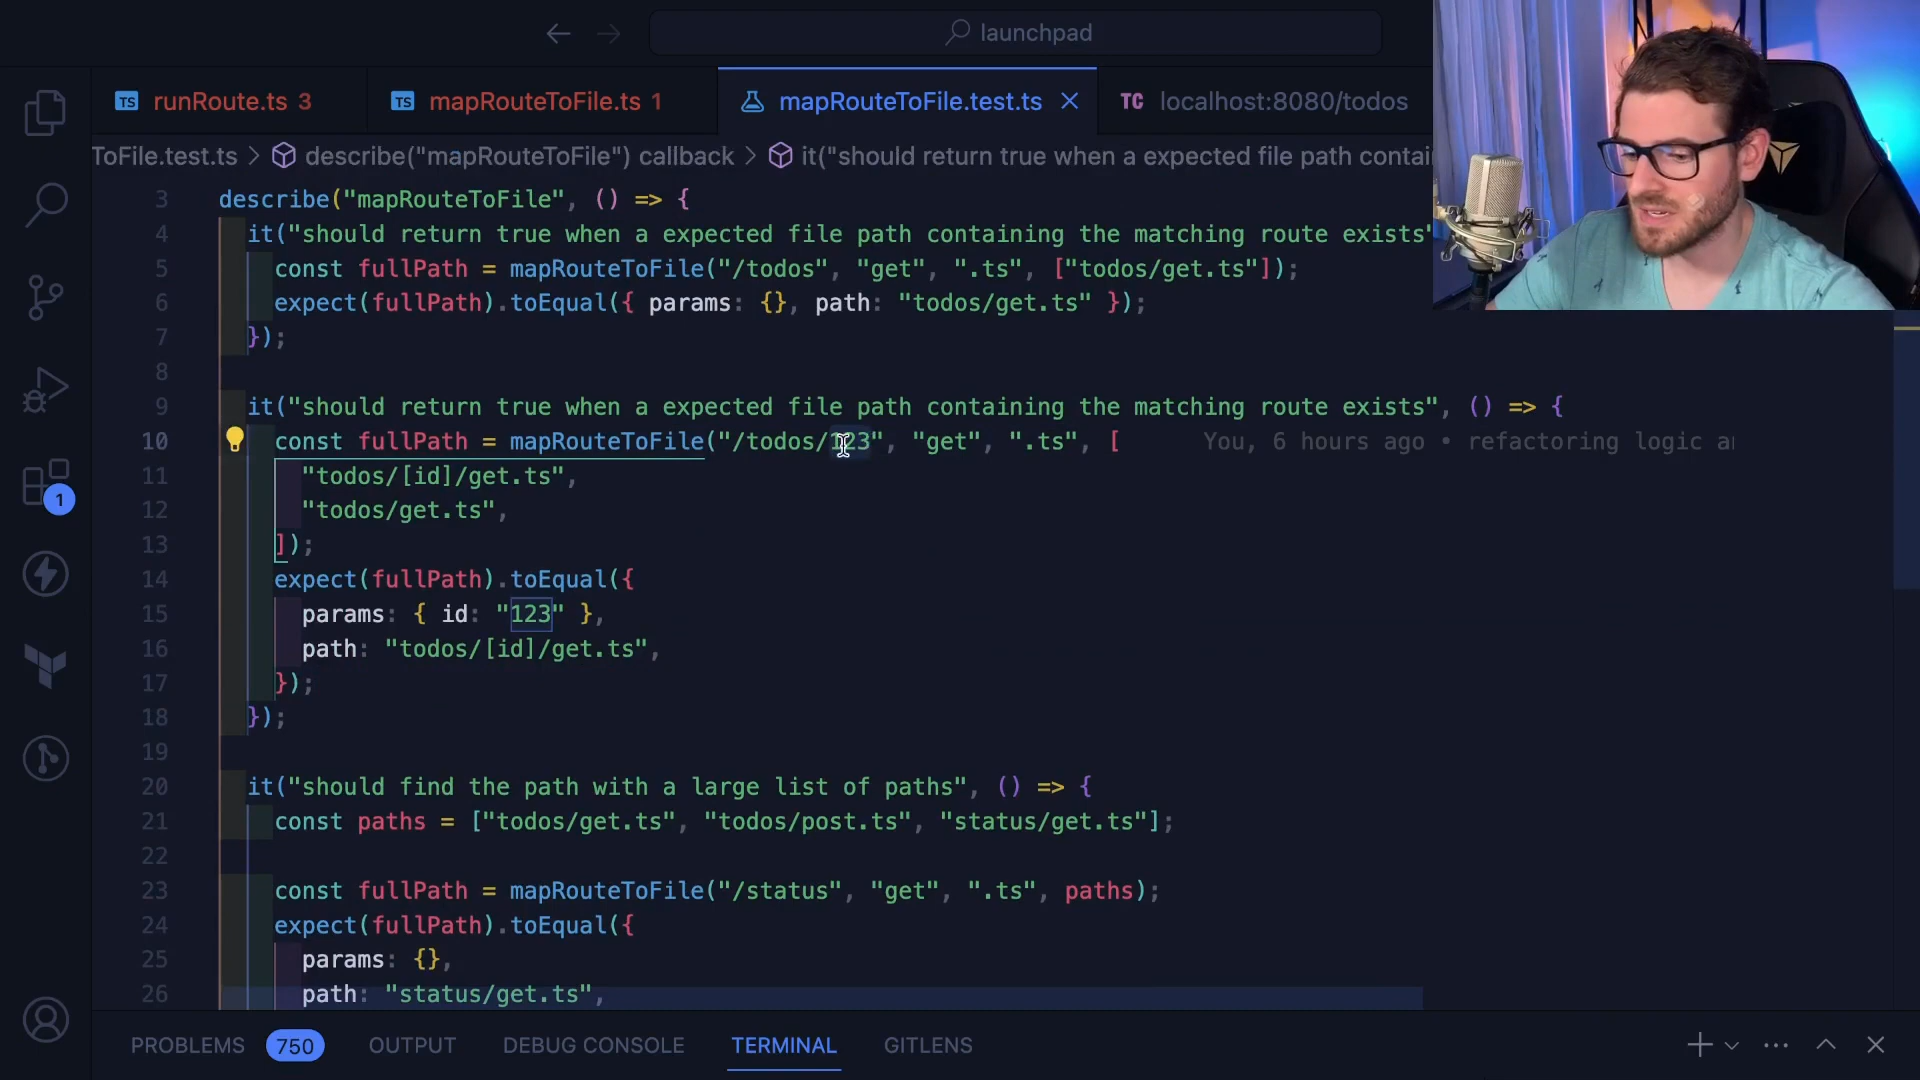 launchpad
runRoute.ts 3
mapRouteToFile.ts 1
mapRouteToFile.test.ts
TC localhost:8080/todos
ToFile.test.ts > describe("mapRouteToFile") callback > it("should return true when a expected file path contai
3 describe("mapRouteToFile", () => {
4 it("should return true when a expected file path containing the matching route exists"
5 const fullPath = mapRouteToFile("/todos", "get", ".ts", ["todos/get.ts"]);
6 expect(fullPath).toEqual({ params: {}, path: "todos/get.ts" });
7 });
8
9 it("should return true when a expected file path containing the matching route exists", () => {
10 const fullPath = mapRouteToFile("/todos/123", "get", ".ts", [ You, 6 hours ago • refactoring logic a
11 "todos/[id]/get.ts",
12 "todos/get.ts",
13 ]);
14 expect(fullPath).toEqual({
15 params: { id: "123" },
16 path: "todos/[id]/get.ts",
17 });
18 });
19
20 it("should find the path with a large list of paths", () => {
21 const paths = ["todos/get.ts", "todos/post.ts", "status/get.ts"];
22
23 const fullPath = mapRouteToFile("/status", "get", ".ts", paths);
24 expect(fullPath).toEqual({
25 params: {},
26 path: "status/get.ts",
1
PROBLEMS 750 OUTPUT DEBUG CONSOLE TERMINAL GITLENS